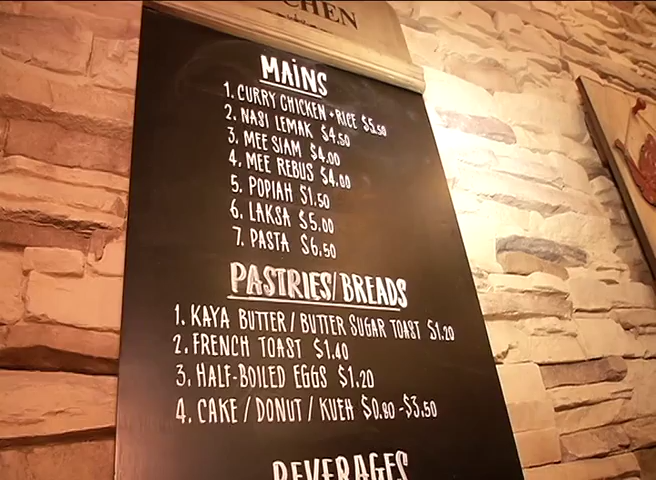 MAiNS
1. CURRY CHICKEN + RICE $5.50
2. NASI LEMAK $4.50
3. MEE SIAM $4.00
4. MEE REBUS $4.00
5. POPIAH $1.50
6. LAKSA $5.00
7. PASTA $6.50
PASTRIES/BREADS
1. KAYA BUTTER / BUTTER SUGAR TOAST $1.20
2. FRENCH TOAST $1.40
3. HALF-BOILED EGGS $1.20
4. CAKE / DONUT / KUEH $0.80 - $3.50
BEVERAGES